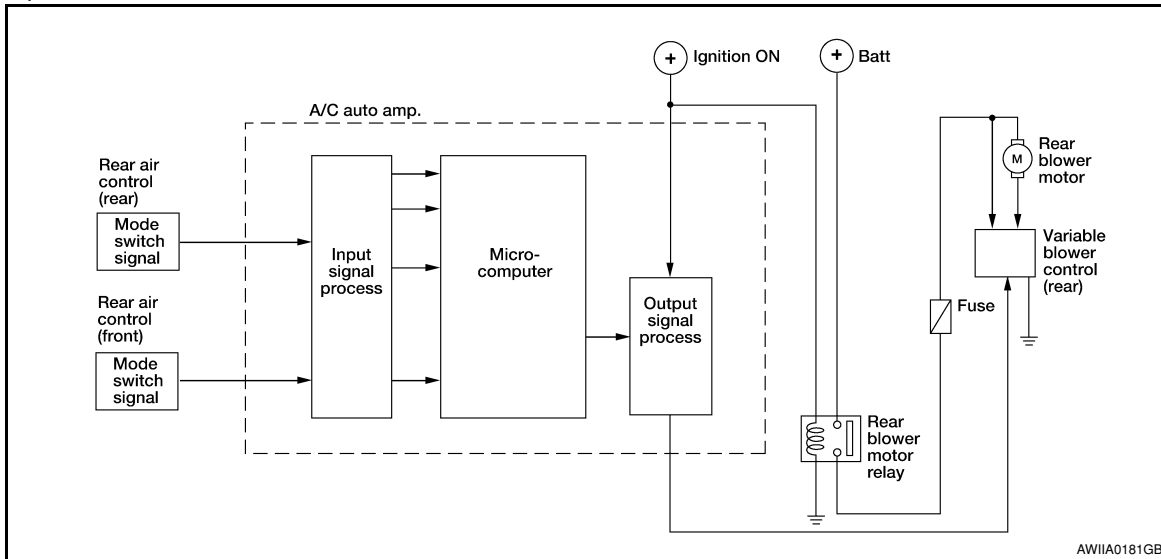 Ignition ON
Batt
A/C auto amp.
Rear air
control
(rear)
Mode
switch
signal
Rear air
control
(front)
Mode
switch
signal
Input
signal
process
Micro-
computer
Output
signal
process
Rear
blower
motor
relay
Fuse
M
Rear
blower
motor
Variable
blower
control
(rear)
AWIIA0181GB